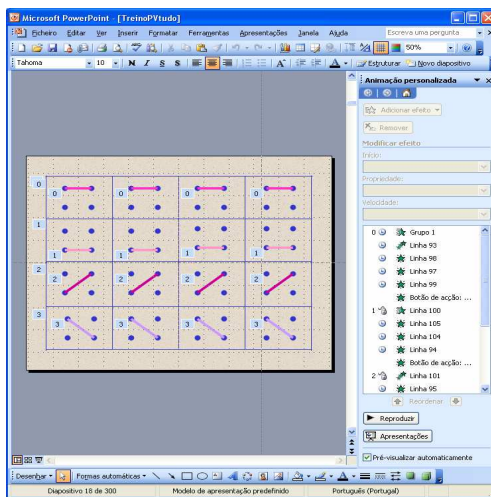 Microsoft PowerPoint - [TreinoPVtudo]
Ficheiro Editar Ver Inserir Formatar Ferramentas Apresentações Janela Ajuda Escreva uma pergunta
50%
Tahoma 10 N I S S A A Estruturar Novo dispositivo
Animação personalizada
Adicionar efeito
Remover
Modificar efeito
Início:
Propriedade:
Velocidade:
0 0 0 0 0
1 1 1 1 1
2 2 2 2 2
3 3 3 3 3
0 Grupo 1
Linha 93
Linha 98
Linha 97
Linha 99
Botão de acção: ...
1 Linha 100
Linha 105
Linha 104
Linha 94
Botão de acção: ...
2 Linha 101
Linha 95
Reordenar
Reproduzir
Apresentações
Pré-visualizar automaticamente
Desenhar Formas automáticas A
Diapositivo 18 de 300 Modelo de apresentação predefinido Português (Portugal)